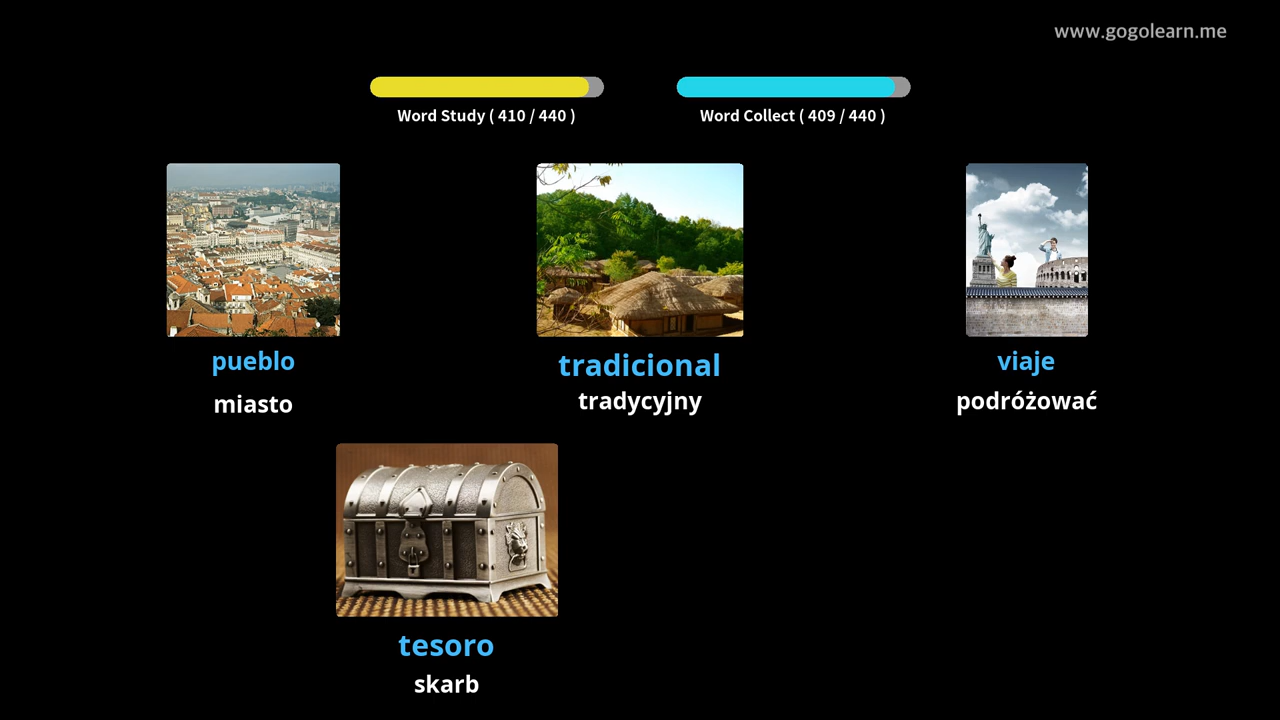 www.gogolearn.me
Word Study ( 410 / 440 )
Word Collect ( 409 / 440 )
pueblo
miasto
tradicional
tradycyjny
viaje
podróżować
tesoro
skarb